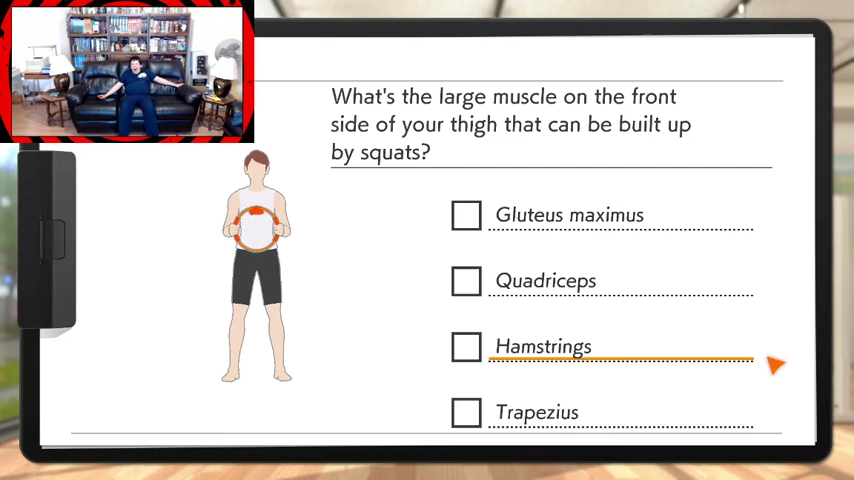 What's the large muscle on the front
side of your thigh that can be built up
by squats?
Gluteus maximus
Quadriceps
Hamstrings
Trapezius